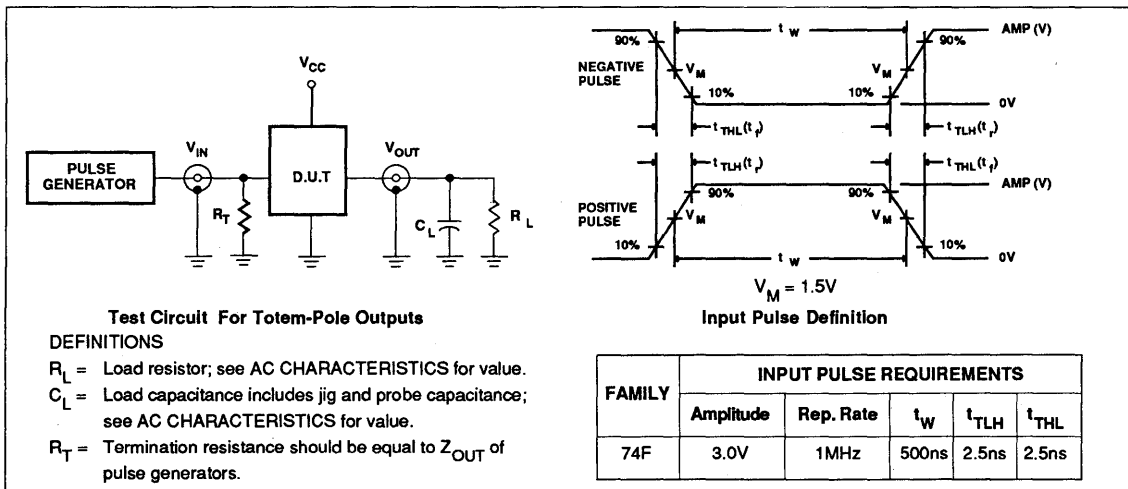 V_CC
V_IN
V_OUT
PULSE
GENERATOR
D.U.T
R_T
C_L
R_L
Test Circuit For Totem-Pole Outputs
DEFINITIONS
R_L = Load resistor; see AC CHARACTERISTICS for value.
C_L = Load capacitance includes jig and probe capacitance;
see AC CHARACTERISTICS for value.
R_T = Termination resistance should be equal to Z_OUT of
pulse generators.
t_W
AMP (V)
90%
90%
NEGATIVE
PULSE
V_M
V_M
10%
10%
0V
t_THL(t_f)
t_TLH(t_r)
t_TLH(t_r)
t_THL(t_f)
AMP (V)
90%
90%
POSITIVE
PULSE
V_M
V_M
10%
10%
t_W
0V
V_M = 1.5V
Input Pulse Definition
FAMILY
INPUT PULSE REQUIREMENTS
Amplitude Rep. Rate t_W t_TLH t_THL
74F 3.0V 1MHz 500ns 2.5ns 2.5ns